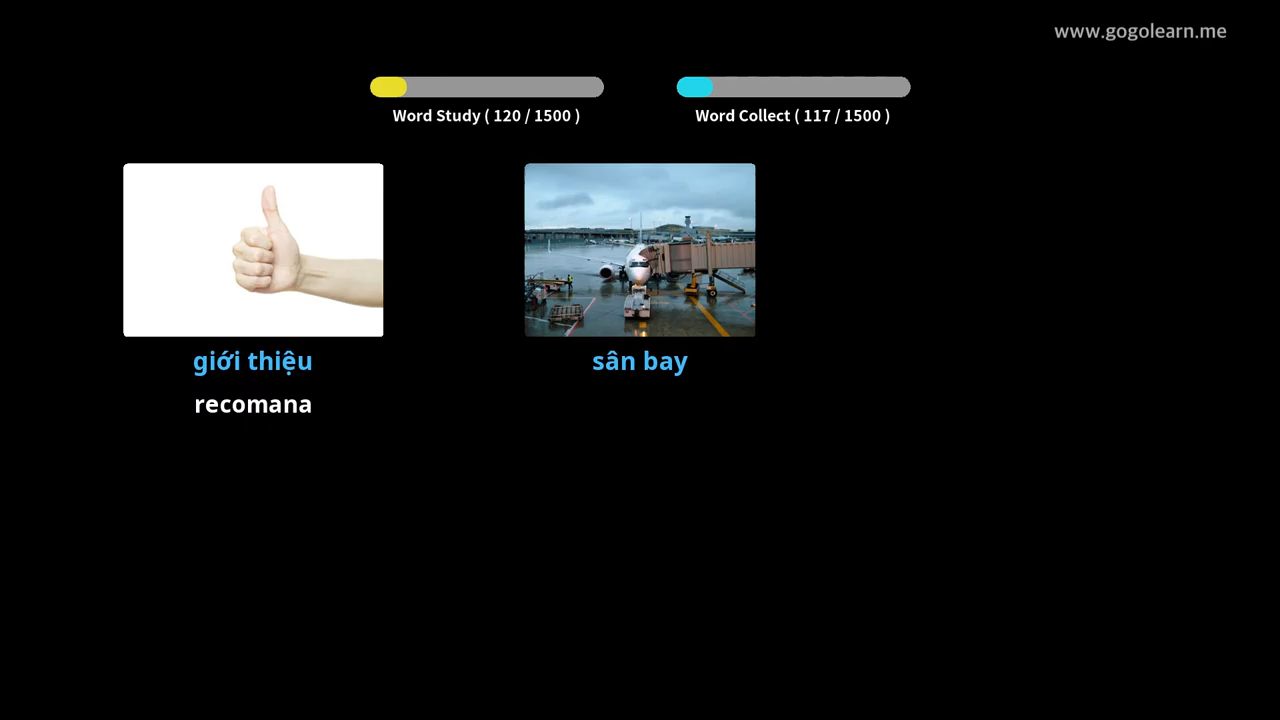 www.gogolearn.me
Word Study ( 120 / 1500 )
Word Collect ( 117 / 1500 )
giới thiệu
sân bay
recomana